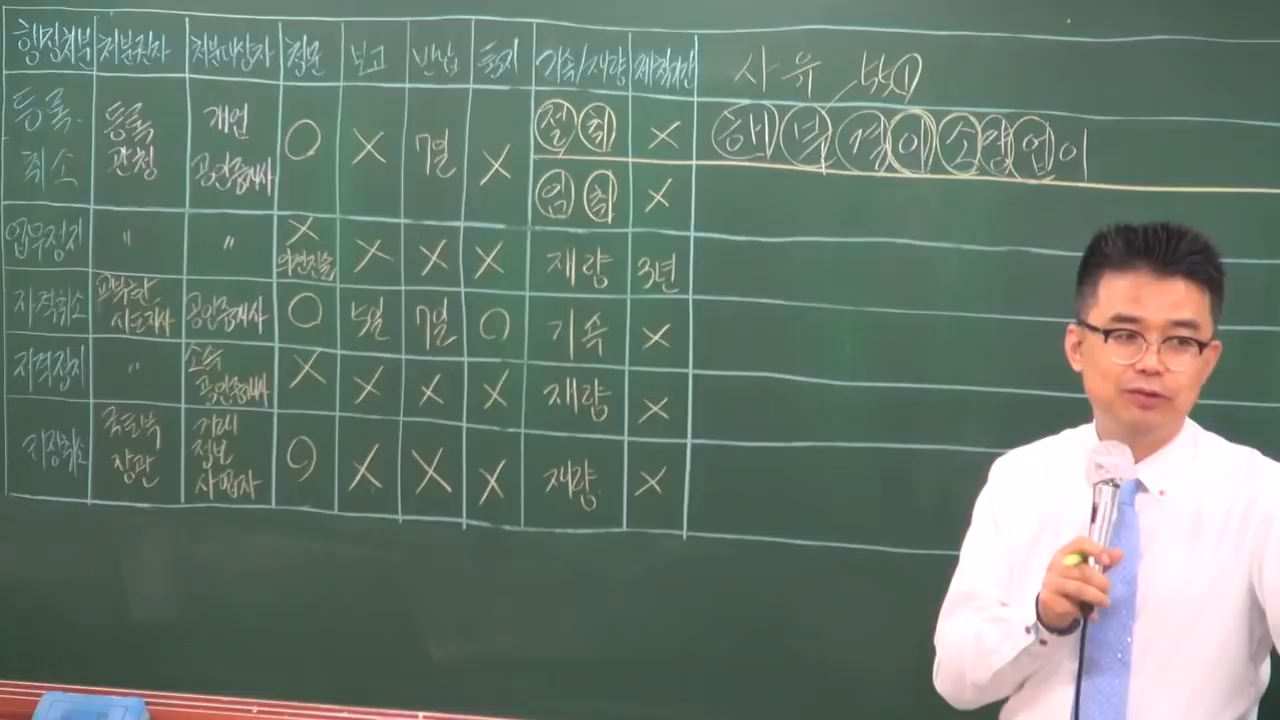 행정처분 처분권자 처분대상자 청문 보고 반납 통지 기속/재량 제척기간 사유
등록 취소 등록관청 개연 공인중개사 ○ X 7일 X 절 취 X 해 벅 결 이 소 양 업 이
임 취 X
업무정지 〃 〃 X 의견진술 X X X 재량 3년
자격취소 교부한 시·도지사 공인중개사 ○ 5일 7일 ○ 기속 X
자격정지 〃 소속 공인중개사 X X X X 재량 X
지정취소 국토부 장관 거래 정보 사업자 ○ X X X 재량 X